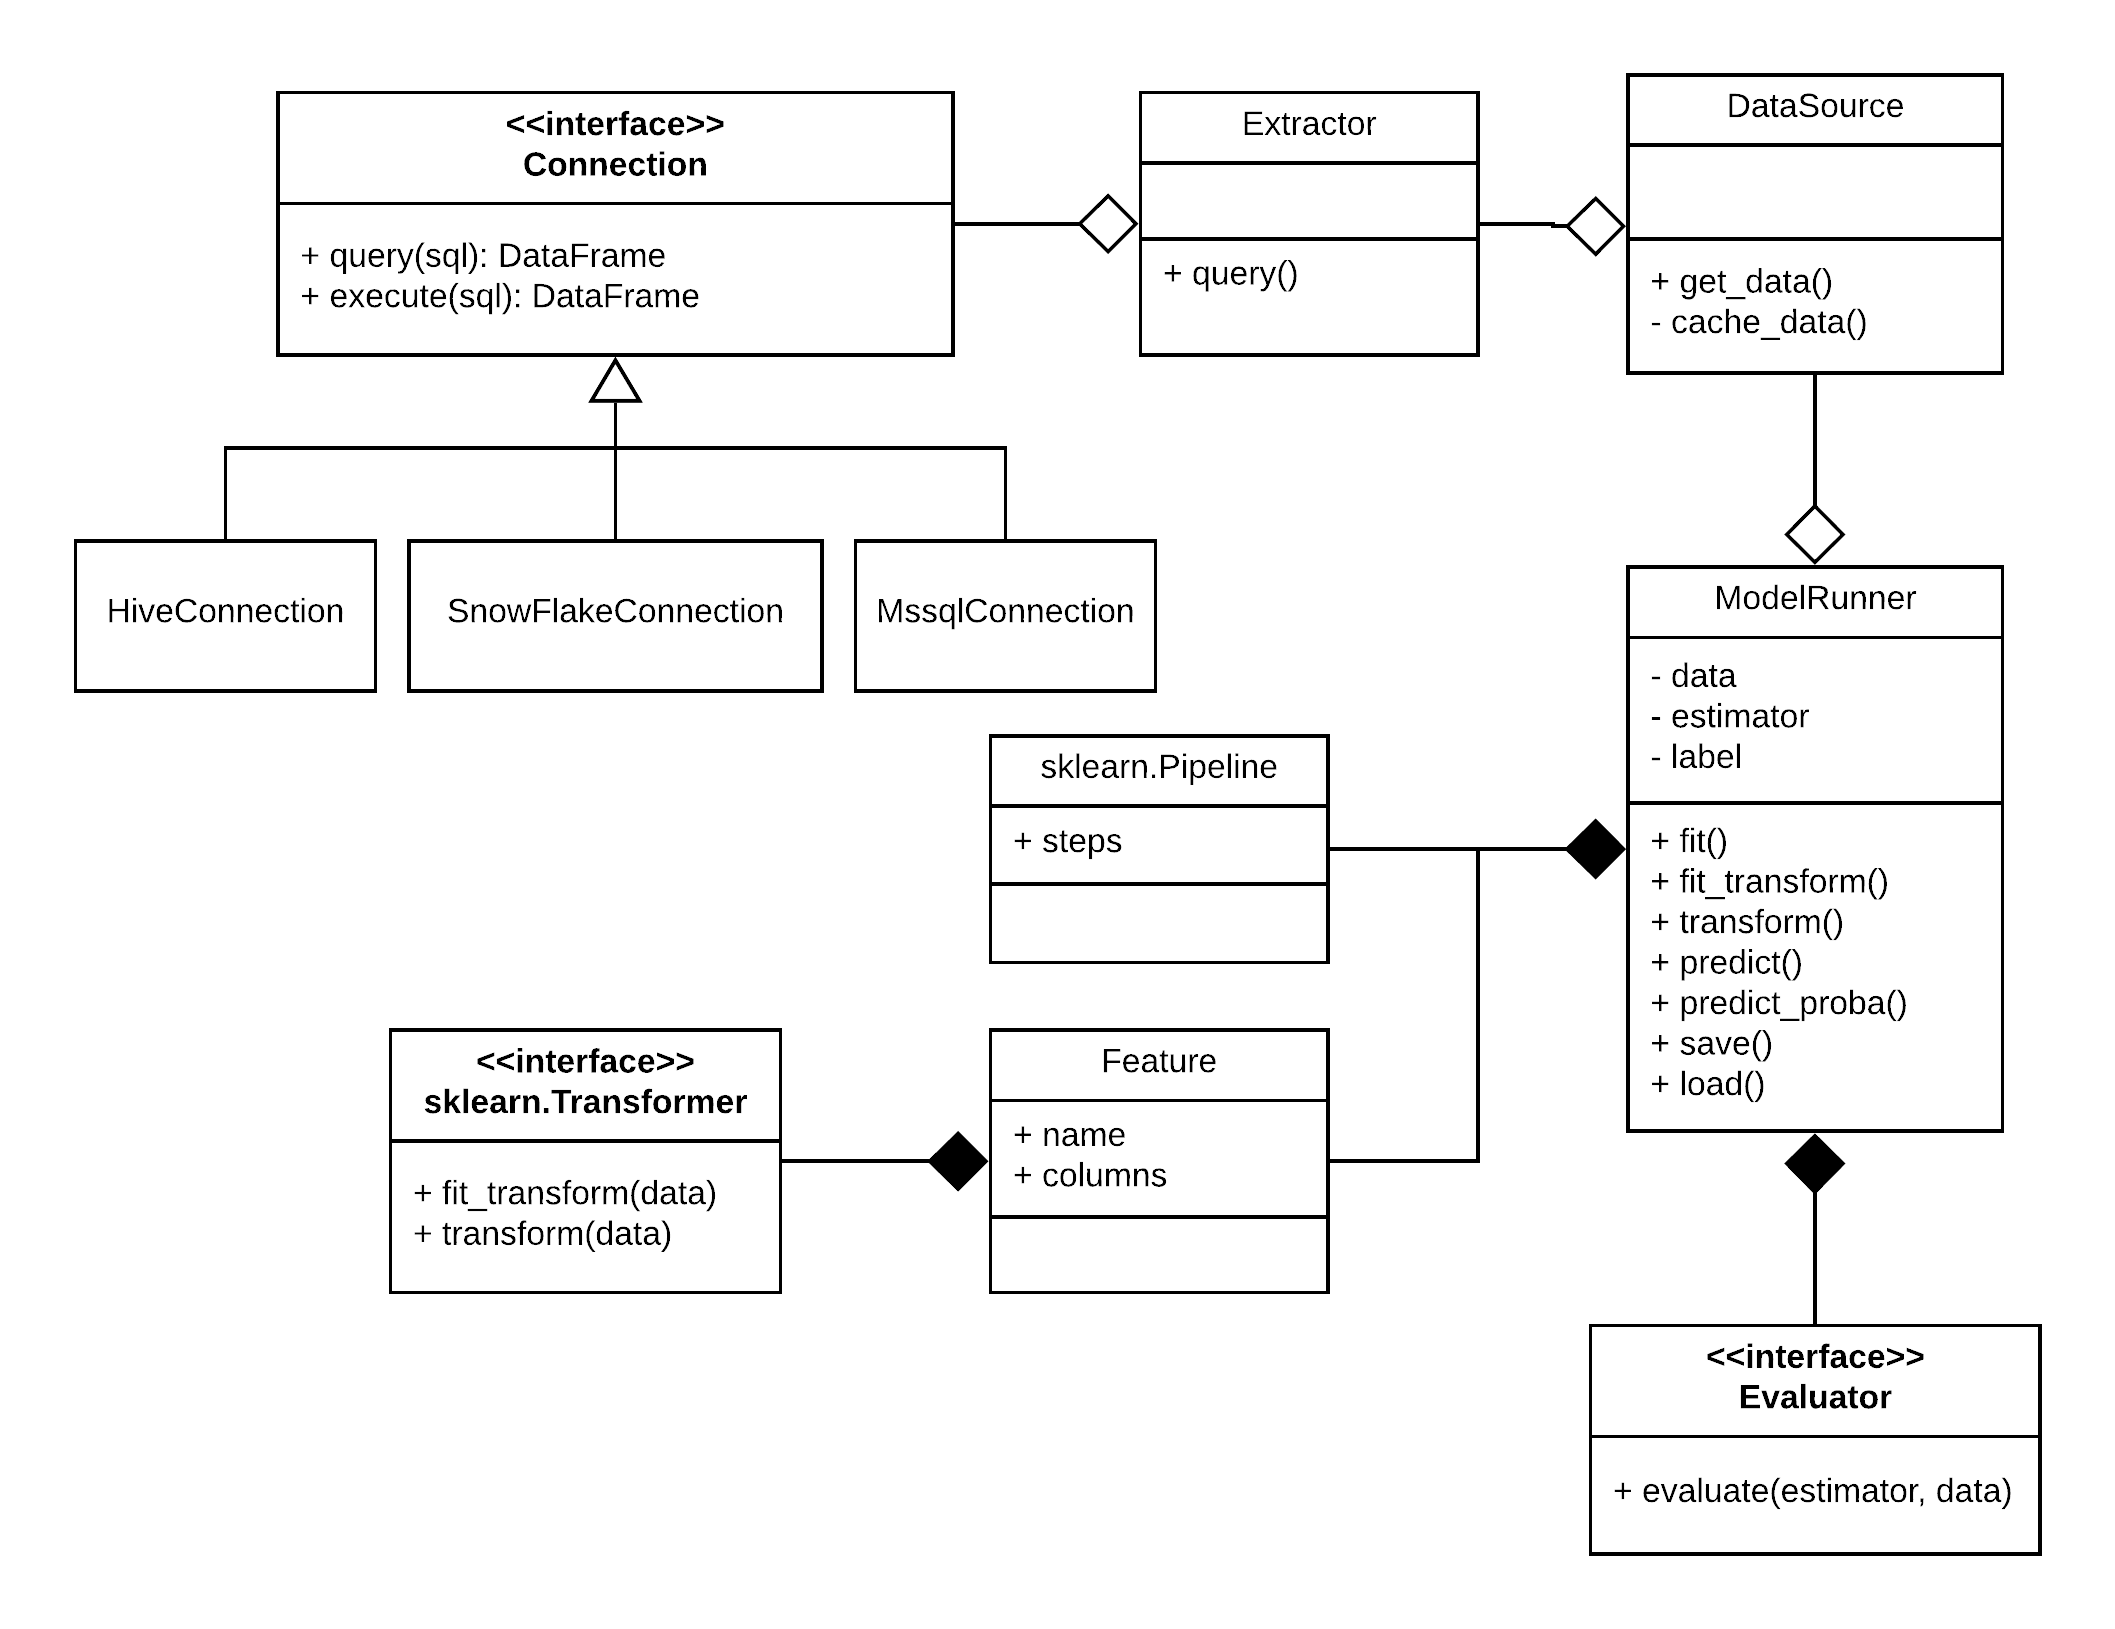 <<interface>>
Connection
+ query(sql): DataFrame
+ execute(sql): DataFrame
Extractor
+ query()
DataSource
+ get_data()
- cache_data()
HiveConnection
SnowFlakeConnection
MssqlConnection
ModelRunner
- data
- estimator
- label
+ fit()
+ fit_transform()
+ transform()
+ predict()
+ predict_proba()
+ save()
+ load()
sklearn.Pipeline
+ steps
<<interface>>
sklearn.Transformer
+ fit_transform(data)
+ transform(data)
Feature
+ name
+ columns
<<interface>>
Evaluator
+ evaluate(estimator, data)